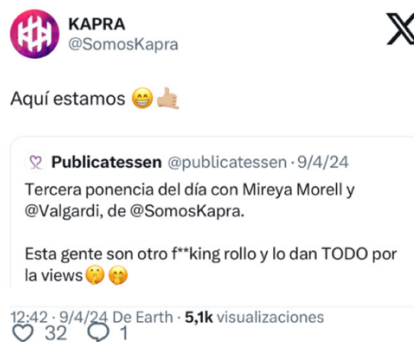 KAPRA
@SomosKapra
Aquí estamos 😁🤙🏼
Publicatessen @publicatessen · 9/4/24
Tercera ponencia del día con Mireya Morell y
@Valgardi, de @SomosKapra.
Esta gente son otro f**king rollo y lo dan TODO por
la views🤫🤭
12:42 · 9/4/24 De Earth · 5,1k visualizaciones
32 1